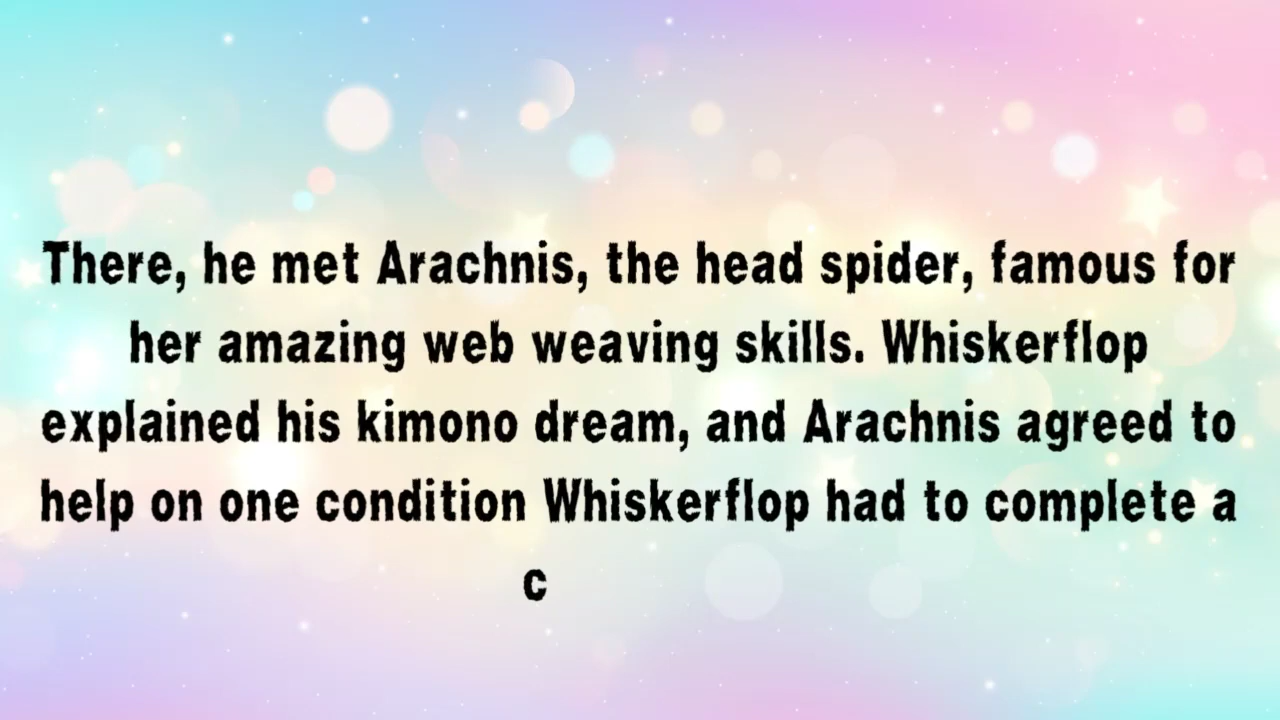 There, he met Arachnis, the head spider, famous for
her amazing web weaving skills. Whiskerflop
explained his kimono dream, and Arachnis agreed to
help on one condition Whiskerflop had to complete a
c